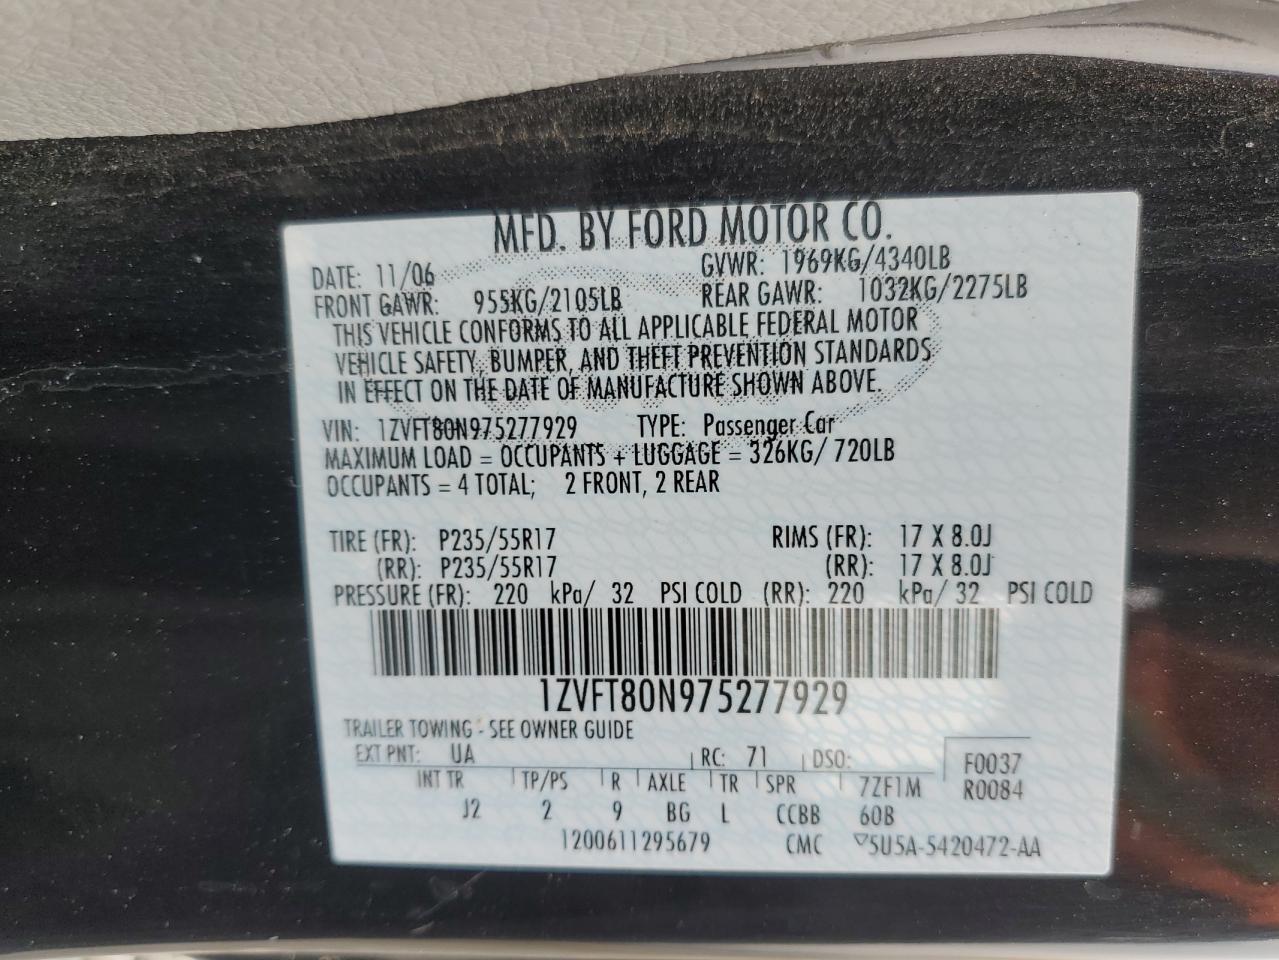 MFD. BY FORD MOTOR CO.
DATE: 11/06 GVWR: 1969KG/4340LB
FRONT GAWR: 955KG/2105LB REAR GAWR: 1032KG/2275LB
THIS VEHICLE CONFORMS TO ALL APPLICABLE FEDERAL MOTOR
VEHICLE SAFETY, BUMPER, AND THEFT PREVENTION STANDARDS
IN EFFECT ON THE DATE OF MANUFACTURE SHOWN ABOVE.
VIN: 1ZVFT80N975277929 TYPE: Passenger Car
MAXIMUM LOAD = OCCUPANTS + LUGGAGE = 326KG/ 720LB
OCCUPANTS = 4 TOTAL; 2 FRONT, 2 REAR
TIRE (FR): P235/55R17 RIMS (FR): 17 X 8.0J
(RR): P235/55R17 (RR): 17 X 8.0J
PRESSURE (FR): 220 kPa/ 32 PSI COLD (RR): 220 kPa/ 32 PSI COLD
1ZVFT80N975277929
TRAILER TOWING - SEE OWNER GUIDE
EXT PNT: UA RC: 71 DSO: F0037
INT TR TP/PS R AXLE TR SPR 7ZF1M R0084
J2 2 9 BG L CCBB 60B
1200611295679 CMC ▽5U5A-5420472-AA